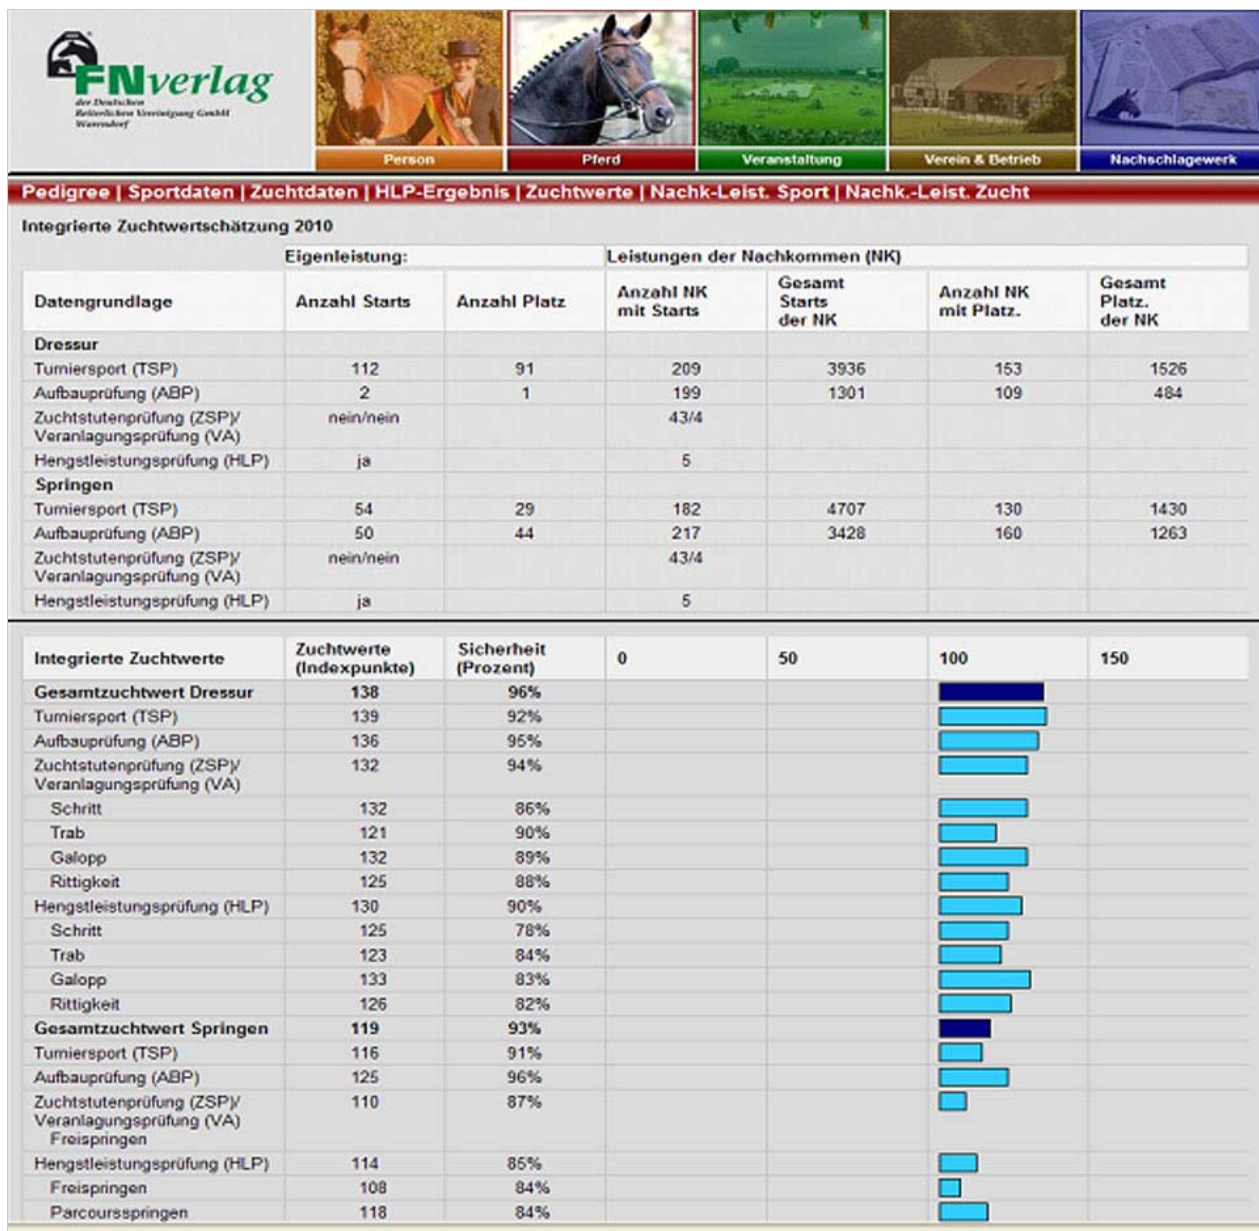 FNverlag
der Deutschen
Reiterlichen Vereinigung GmbH
Warendorf
Person
Pferd
Veranstaltung
Verein & Betrieb
Nachschlagewerk
Pedigree | Sportdaten | Zuchtdaten | HLP-Ergebnis | Zuchtwerte | Nachk-Leist. Sport | Nachk.-Leist. Zucht
Integrierte Zuchtwertschätzung 2010
Eigenleistung: Leistungen der Nachkommen (NK)
Datengrundlage Anzahl Starts Anzahl Platz Anzahl NK mit Starts Gesamt Starts der NK Anzahl NK mit Platz. Gesamt Platz. der NK
Dressur
Turniersport (TSP) 112 91 209 3936 153 1526
Aufbauprüfung (ABP) 2 1 199 1301 109 484
Zuchtstutenprüfung (ZSP)/ nein/nein 43/4
Veranlagungsprüfung (VA)
Hengstleistungsprüfung (HLP) ja 5
Springen
Turniersport (TSP) 54 29 182 4707 130 1430
Aufbauprüfung (ABP) 50 44 217 3428 160 1263
Zuchtstutenprüfung (ZSP)/ nein/nein 43/4
Veranlagungsprüfung (VA)
Hengstleistungsprüfung (HLP) ja 5
Integrierte Zuchtwerte Zuchtwerte (Indexpunkte) Sicherheit (Prozent) 0 50 100 150
Gesamtzuchtwert Dressur 138 96%
Turniersport (TSP) 139 92%
Aufbauprüfung (ABP) 136 95%
Zuchtstutenprüfung (ZSP)/ 132 94%
Veranlagungsprüfung (VA)
Schritt 132 86%
Trab 121 90%
Galopp 132 89%
Rittigkeit 125 88%
Hengstleistungsprüfung (HLP) 130 90%
Schritt 125 78%
Trab 123 84%
Galopp 133 83%
Rittigkeit 126 82%
Gesamtzuchtwert Springen 119 93%
Turniersport (TSP) 116 91%
Aufbauprüfung (ABP) 125 96%
Zuchtstutenprüfung (ZSP)/ 110 87%
Veranlagungsprüfung (VA)
Freispringen
Hengstleistungsprüfung (HLP) 114 85%
Freispringen 108 84%
Parcoursspringen 118 84%